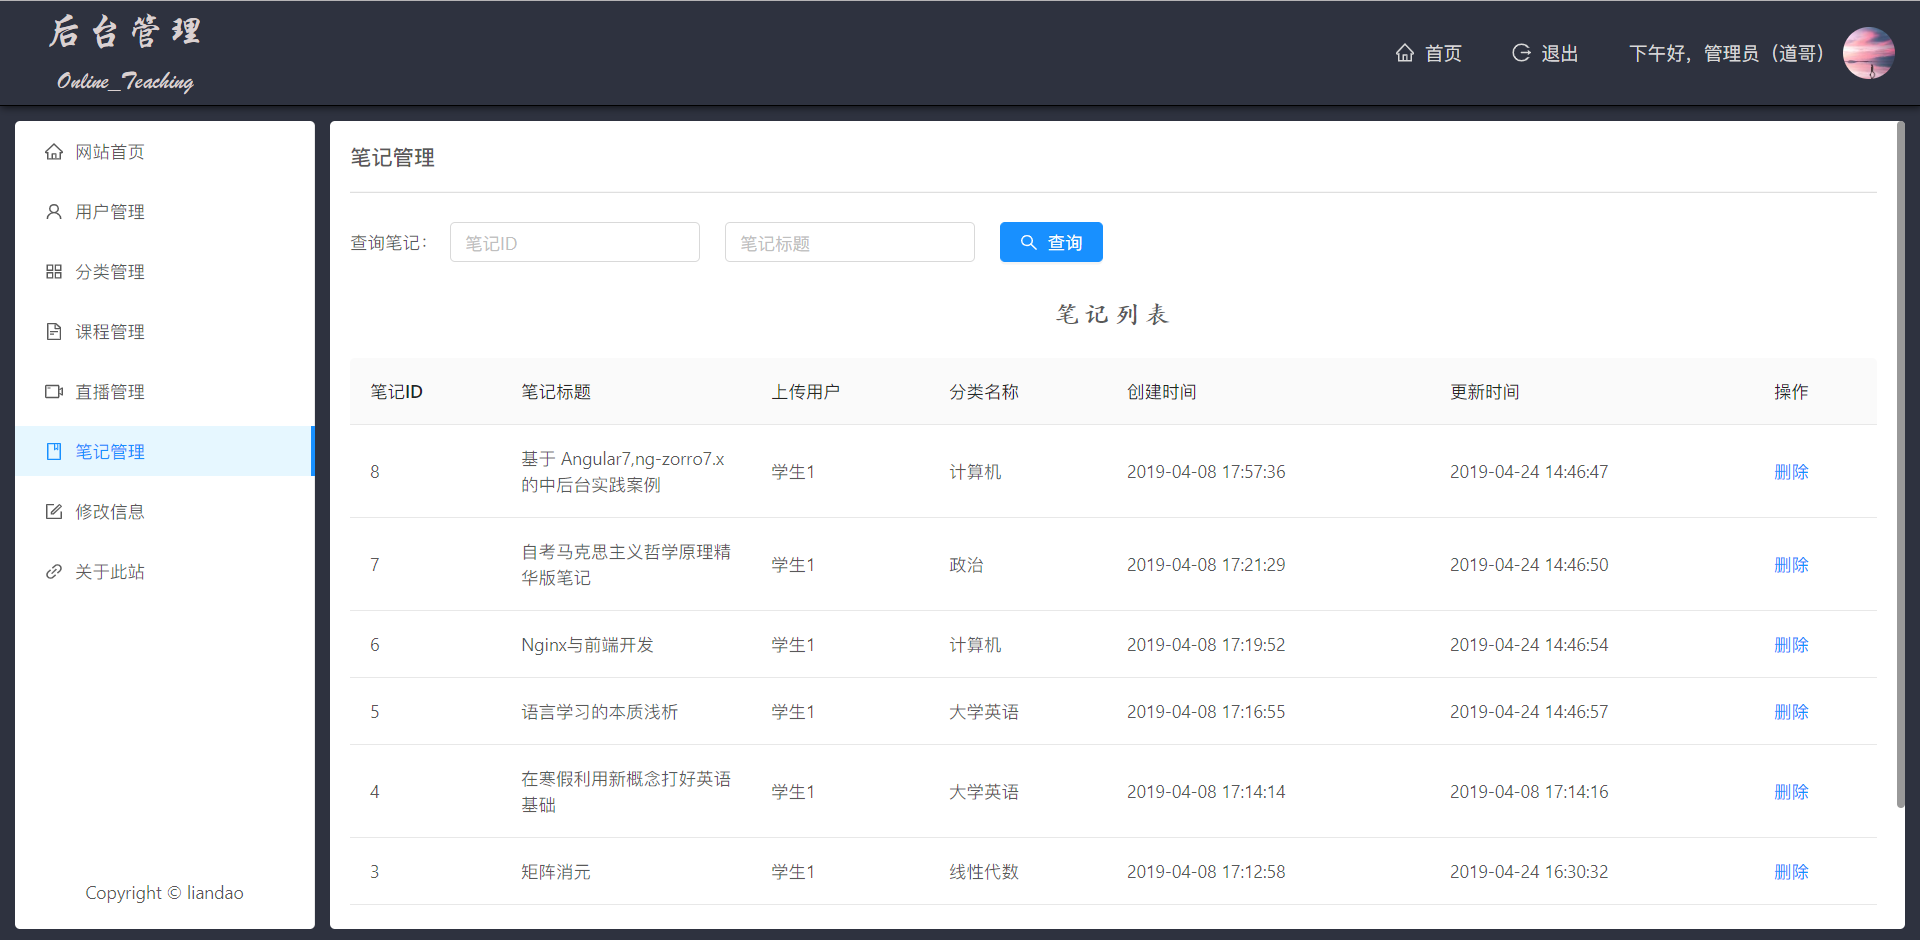 后台管理
Online_Teaching
首页
退出
下午好，管理员（道哥）
网站首页
用户管理
分类管理
课程管理
直播管理
笔记管理
修改信息
关于此站
Copyright © liandao
笔记管理
查询笔记：
笔记ID
笔记标题
查询
笔记列表
笔记ID 笔记标题 上传用户 分类名称 创建时间 更新时间 操作
8 基于 Angular7,ng-zorro7.x 学生1 计算机 2019-04-08 17:57:36 2019-04-24 14:46:47 删除
的中后台实践案例
7 自考马克思主义哲学原理精 学生1 政治 2019-04-08 17:21:29 2019-04-24 14:46:50 删除
华版笔记
6 Nginx与前端开发 学生1 计算机 2019-04-08 17:19:52 2019-04-24 14:46:54 删除
5 语言学习的本质浅析 学生1 大学英语 2019-04-08 17:16:55 2019-04-24 14:46:57 删除
4 在寒假利用新概念打好英语 学生1 大学英语 2019-04-08 17:14:14 2019-04-08 17:14:16 删除
基础
3 矩阵消元 学生1 线性代数 2019-04-08 17:12:58 2019-04-24 16:30:32 删除